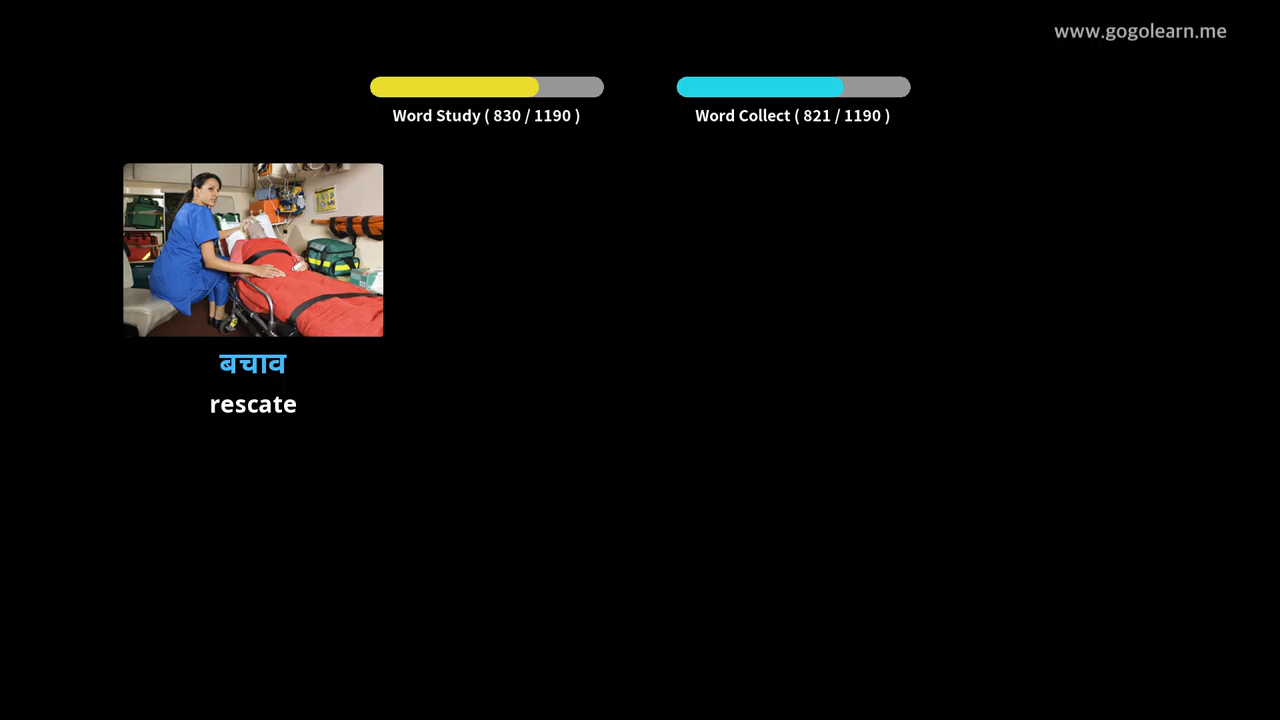 www.gogolearn.me
Word Study ( 830 / 1190 )
Word Collect ( 821 / 1190 )
बचाव
rescate